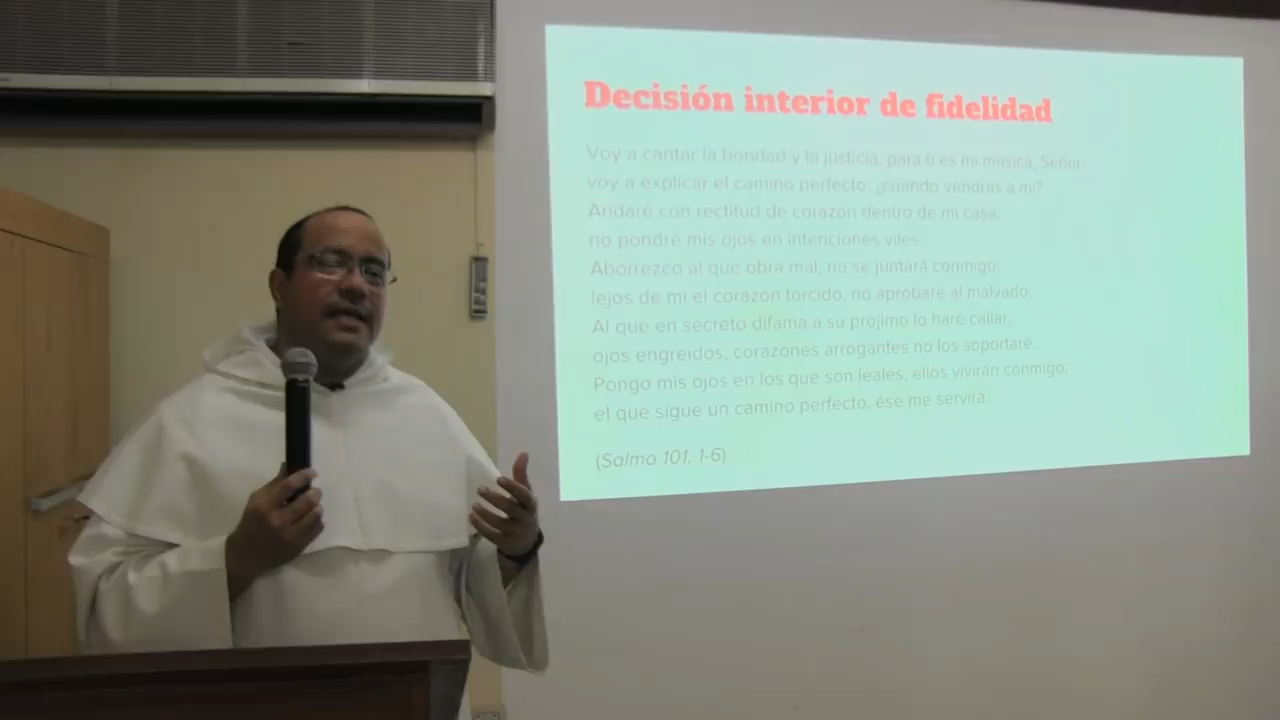 Decisión interior de fidelidad
Voy a cantar la bondad y la justicia, para ti es mi música, Señor;
voy a explicar el camino perfecto: ¿cuándo vendrás a mí?
Andaré con rectitud de corazón dentro de mi casa;
no pondré mis ojos en intenciones viles.
Aborrezco al que obra mal, no se juntará conmigo;
lejos de mí el corazón torcido, no aprobaré al malvado.
Al que en secreto difama a su prójimo lo haré callar,
ojos engreídos, corazones arrogantes no los soportaré.
Pongo mis ojos en los que son leales, ellos vivirán conmigo;
el que sigue un camino perfecto, ése me servirá.
(Salmo 101, 1-6)